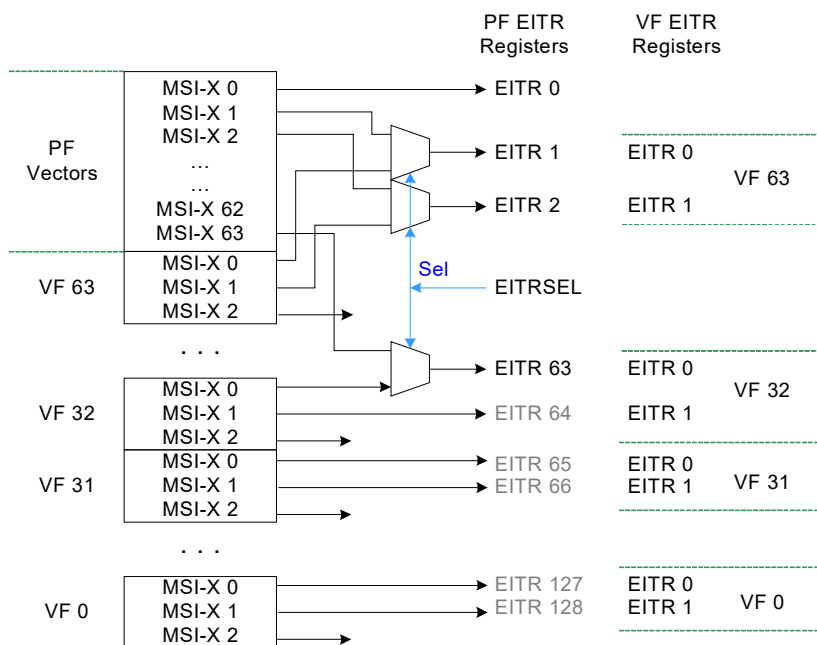 PF EITR Registers
VF EITR Registers
MSI-X 0
EITR 0
MSI-X 1
MSI-X 2
PF Vectors
...
...
EITR 1
EITR 0
VF 63
MSI-X 62
EITR 2
EITR 1
MSI-X 63
MSI-X 0
Sel
VF 63
MSI-X 1
EITRSEL
MSI-X 2
. . .
EITR 63
EITR 0
MSI-X 0
VF 32
VF 32
MSI-X 1
EITR 64
EITR 1
MSI-X 2
MSI-X 0
EITR 65
EITR 0
VF 31
MSI-X 1
EITR 66
EITR 1
VF 31
MSI-X 2
. . .
MSI-X 0
EITR 127
EITR 0
VF 0
MSI-X 1
EITR 128
EITR 1
VF 0
MSI-X 2